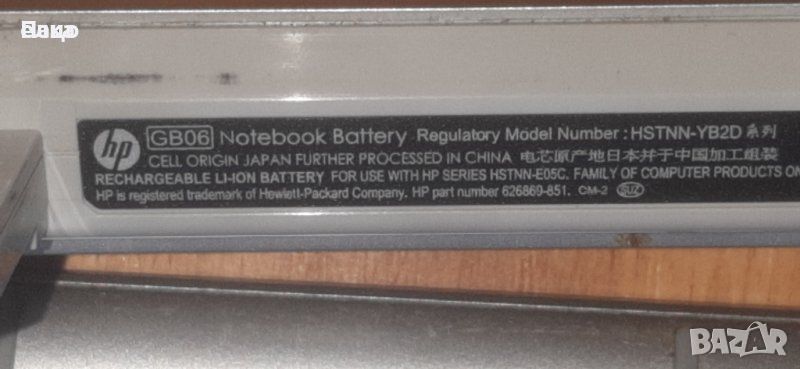 hp GB06 Notebook Battery Regulatory Model Number : HSTNN-YB2D 系列
CELL ORIGIN JAPAN FURTHER PROCESSED IN CHINA 电芯原产地日本并于中国加工组装
RECHARGEABLE LI-ION BATTERY FOR USE WITH HP SERIES HSTNN-E05C. FAMILY OF COMPUTER PRODUCTS ON
HP is registered trademark of Hewlett-Packard Company. HP part number 626869-851. CM-2
BAZAR